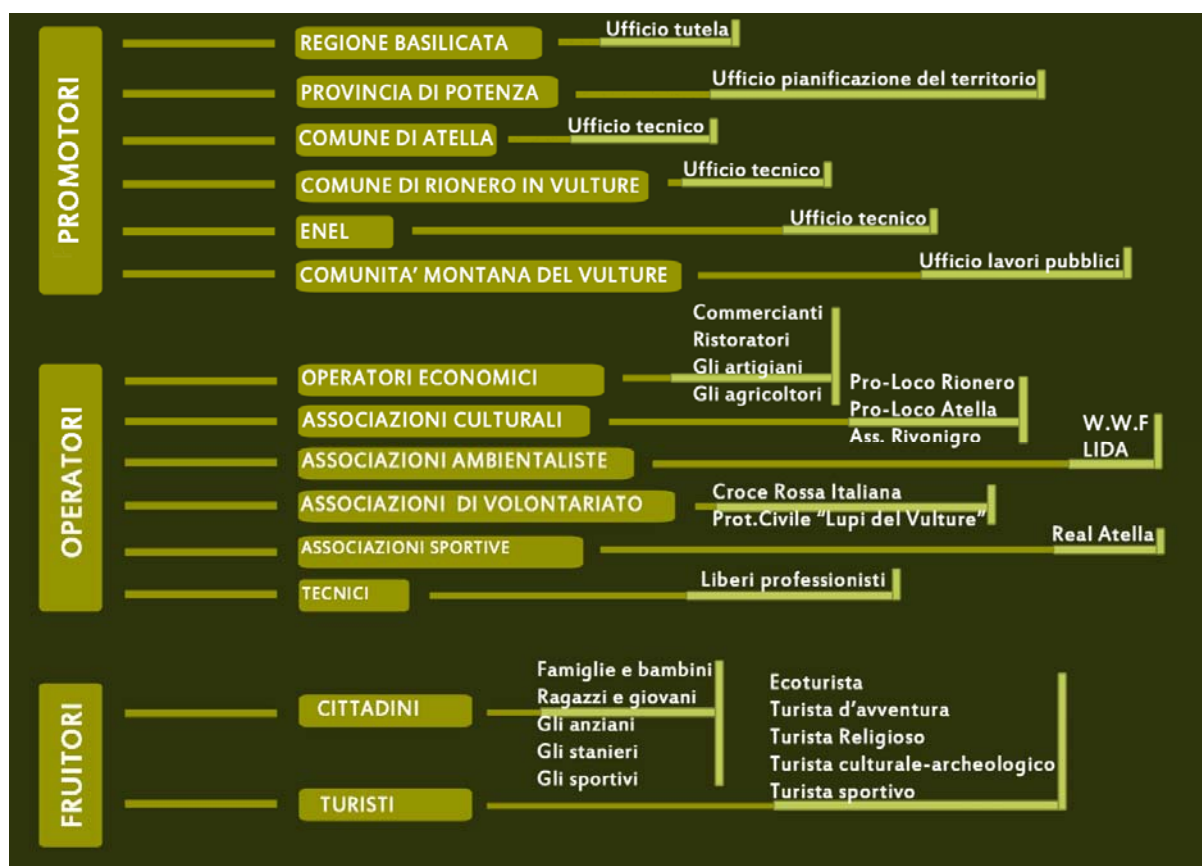 PROMOTORI
REGIONE BASILICATA
Ufficio tutela
PROVINCIA DI POTENZA
Ufficio pianificazione del territorio
COMUNE DI ATELLA
Ufficio tecnico
COMUNE DI RIONERO IN VULTURE
Ufficio tecnico
ENEL
Ufficio tecnico
COMUNITA’ MONTANA DEL VULTURE
Ufficio lavori pubblici
OPERATORI
OPERATORI ECONOMICI
Commercianti
Ristoratori
Gli artigiani
Gli agricoltori
ASSOCIAZIONI CULTURALI
Pro-Loco Rionero
Pro-Loco Atella
Ass. Rivonigro
ASSOCIAZIONI AMBIENTALISTE
W.W.F
LIDA
ASSOCIAZIONI DI VOLONTARIATO
Croce Rossa Italiana
Prot.Civile “Lupi del Vulture”
ASSOCIAZIONI SPORTIVE
Real Atella
TECNICI
Liberi professionisti
FRUITORI
CITTADINI
Famiglie e bambini
Ragazzi e giovani
Gli anziani
Gli stanieri
Gli sportivi
TURISTI
Ecoturista
Turista d’avventura
Turista Religioso
Turista culturale-archeologico
Turista sportivo